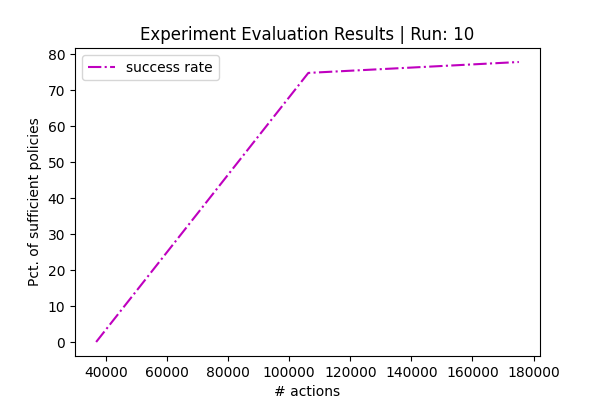 Experiment Evaluation Results | Run: 10
success rate
Pct. of sufficient policies
80
70
60
50
40
30
20
10
0
40000 60000 80000 100000 120000 140000 160000 180000
# actions